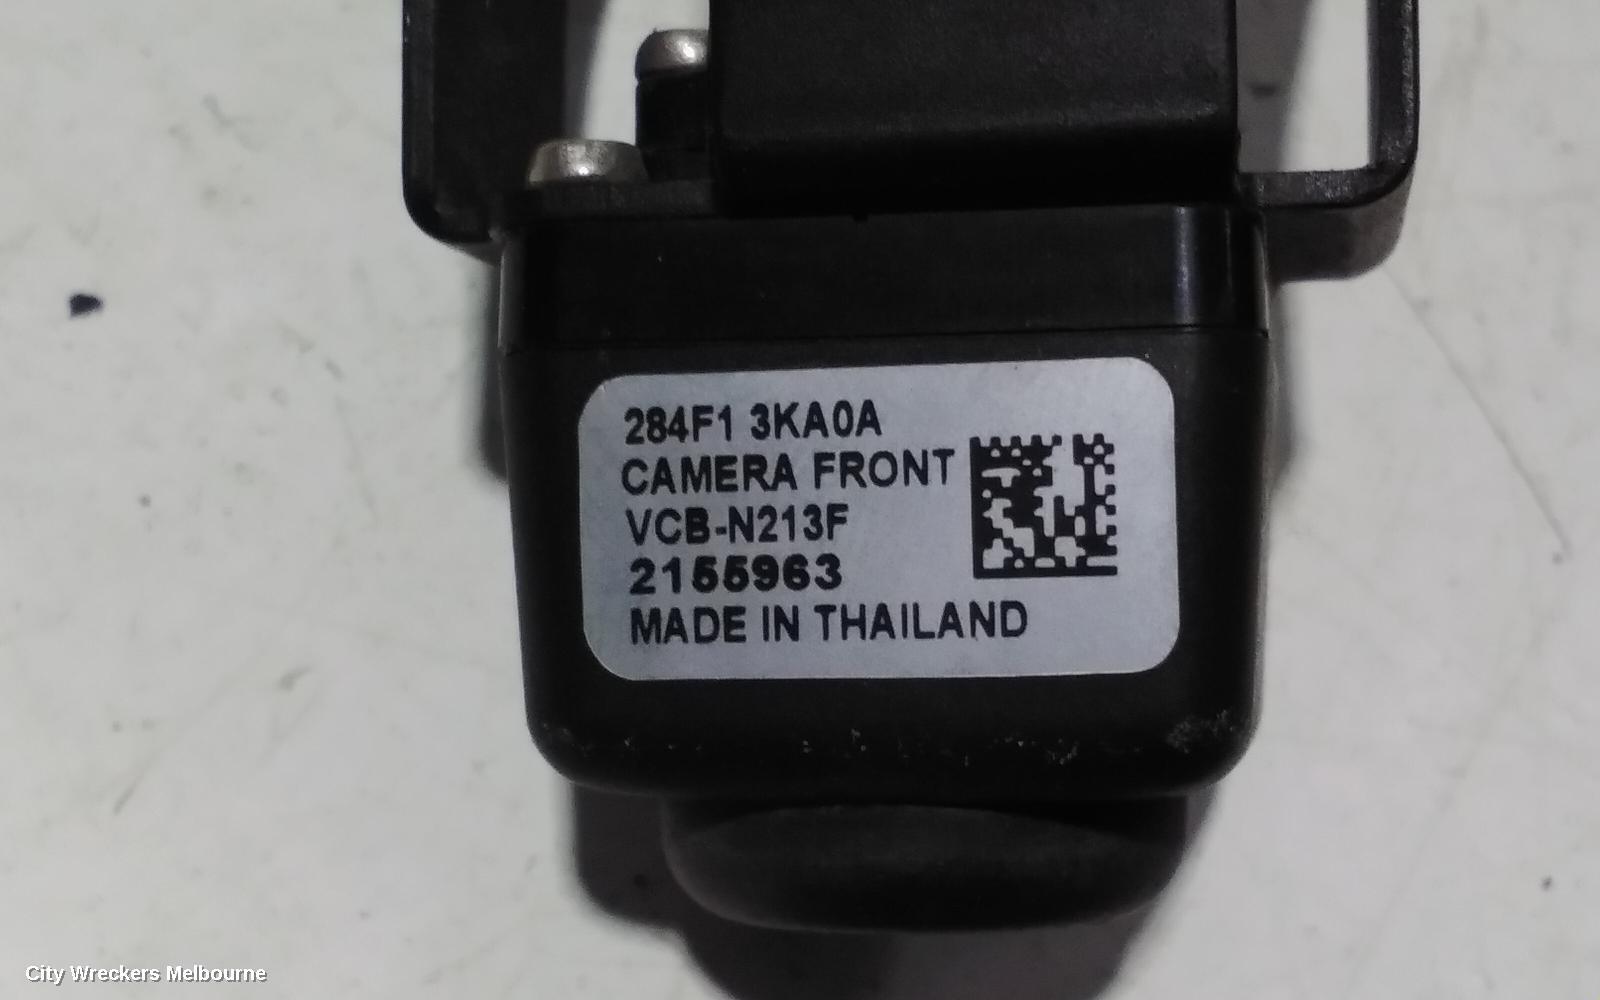 284F1 3KA0A
CAMERA FRONT
VCB-N213F
2155963
MADE IN THAILAND
City Wreckers Melbourne